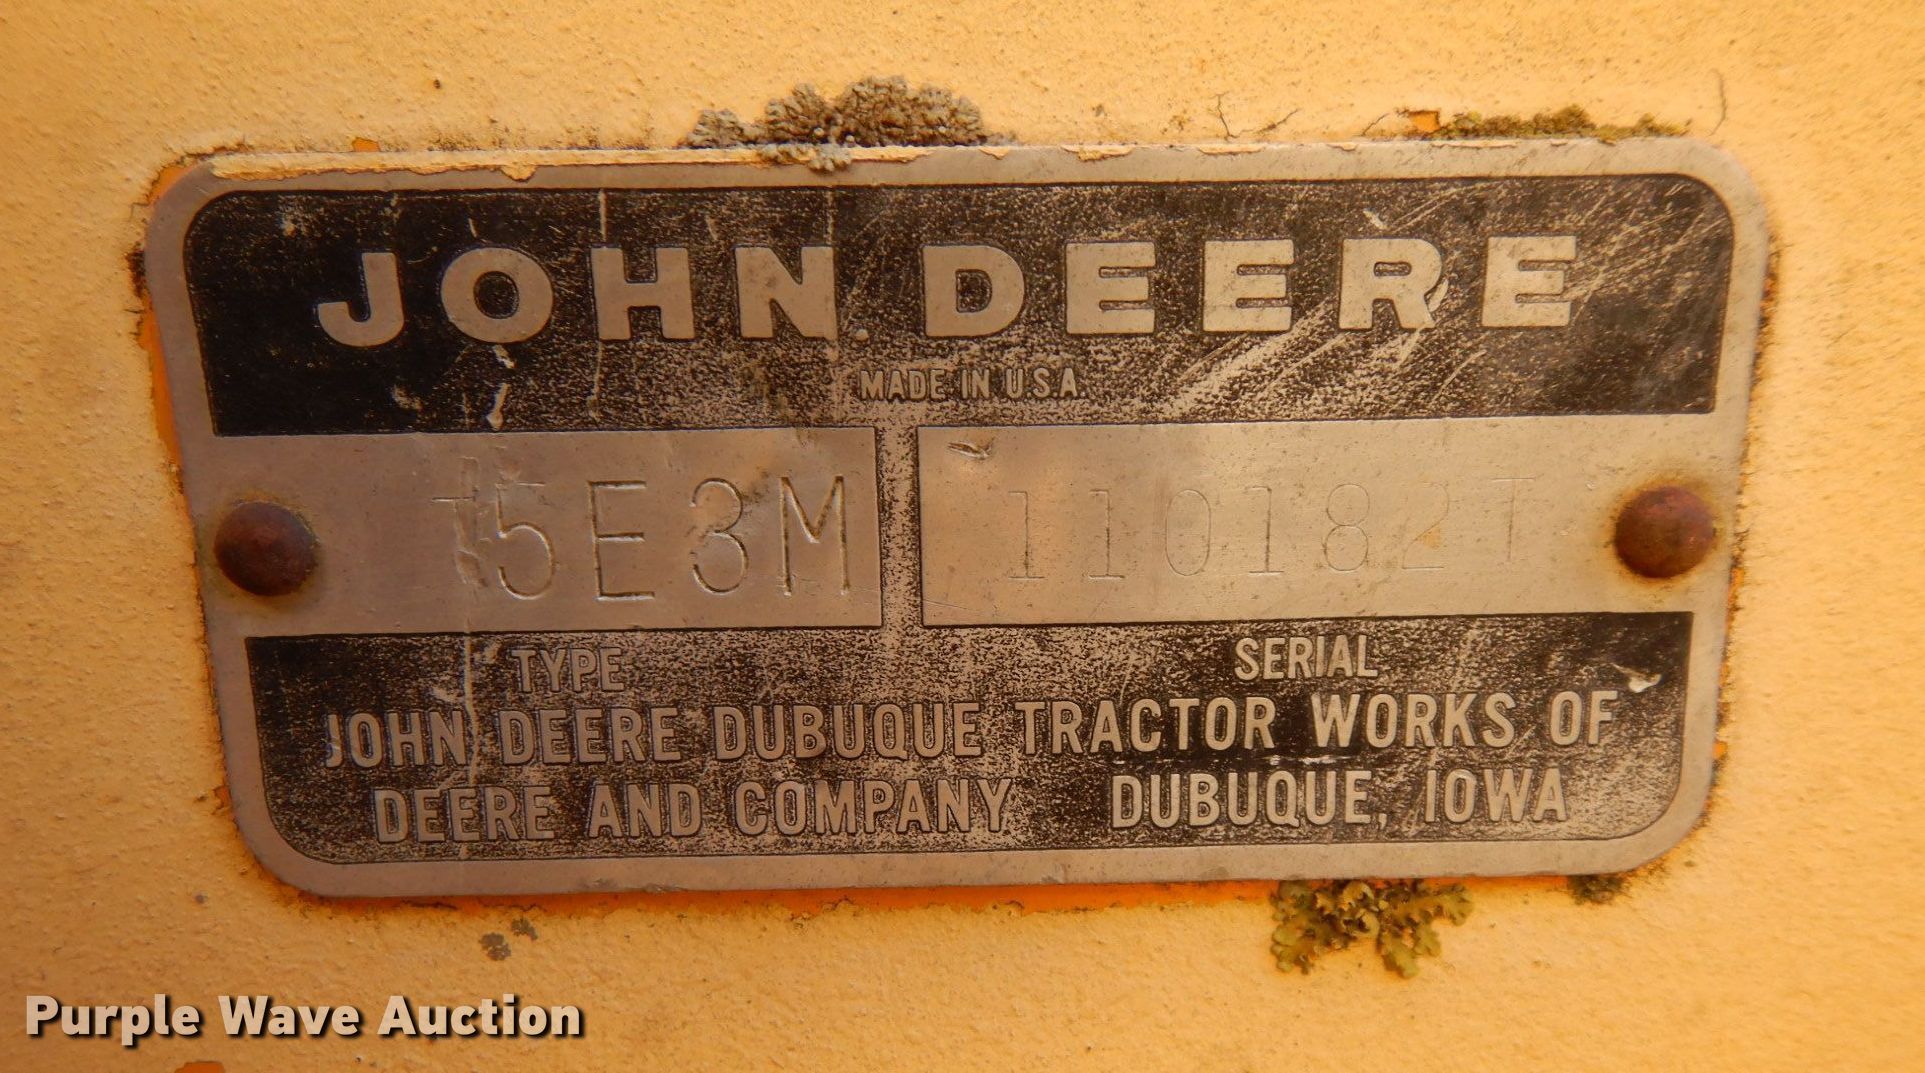 JOHN DEERE
MADE IN U.S.A.
5E3M 110182T
TYPE SERIAL
JOHN DEERE DUBUQUE TRACTOR WORKS OF
DEERE AND COMPANY DUBUQUE, IOWA
Purple Wave Auction